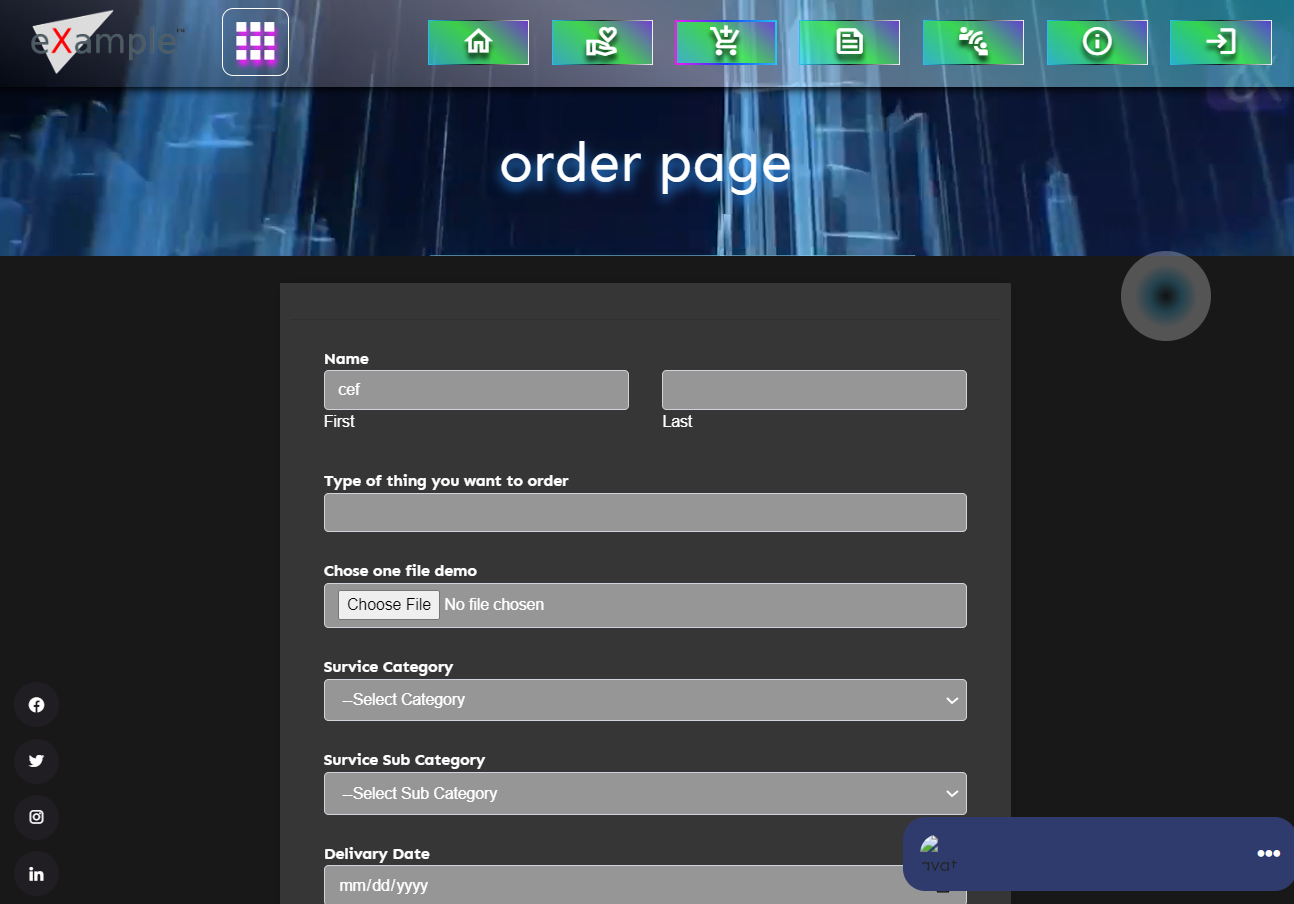 eXample™
&
order page
Name
cef
First Last
Type of thing you want to order
Chose one file demo
Choose File No file chosen
Survice Category
--Select Category
Survice Sub Category
--Select Sub Category
Delivary Date
mm/dd/yyyy
avat